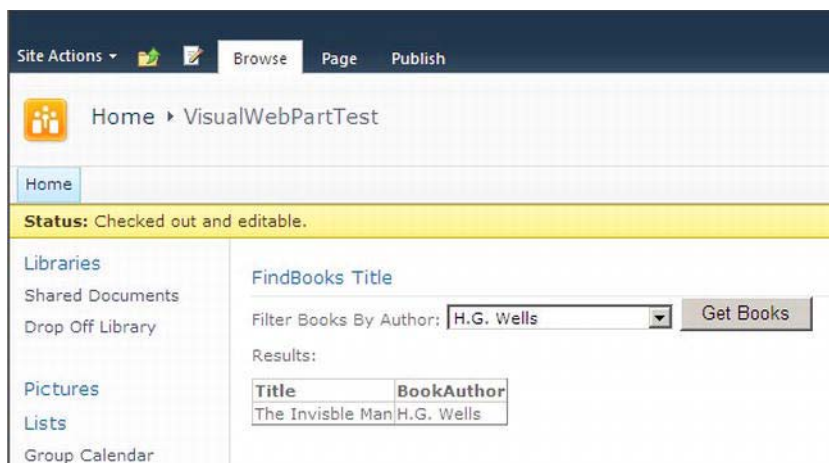 Site Actions Browse Page Publish
Home VisualWebPartTest
Home
Status: Checked out and editable.
Libraries
Shared Documents
Drop Off Library
Pictures
Lists
Group Calendar
FindBooks Title
Filter Books By Author: H.G. Wells Get Books
Results:
Title BookAuthor
The Invisble Man H.G. Wells